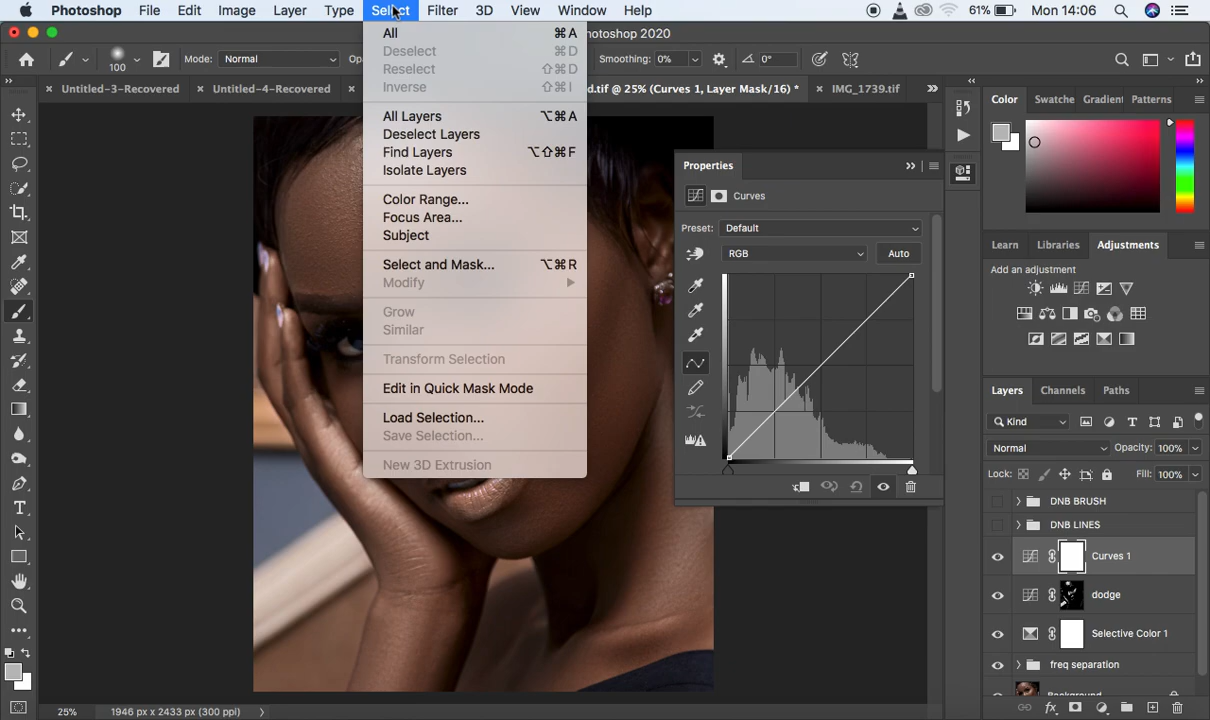 Photoshop File Edit Image Layer Type Select Filter 3D View Window Help 61% Mon 14:06
hotoshop 2020
100 Mode: Normal Opa Smoothing: 0% 0°
Untitled-3-Recovered Untitled-4-Recovered d.tif @ 25% (Curves 1, Layer Mask/16) * IMG_1739.tif
All ⌘A
Deselect ⌘D
Reselect ⇧⌘D
Inverse ⇧⌘I
All Layers ⌥⌘A
Deselect Layers
Find Layers ⌥⇧⌘F
Isolate Layers
Color Range...
Focus Area...
Subject
Select and Mask... ⌥⌘R
Modify
Grow
Similar
Transform Selection
Edit in Quick Mask Mode
Load Selection...
Save Selection...
New 3D Extrusion
Properties
Curves
Preset: Default
RGB Auto
Color Swatche Gradient Patterns
Learn Libraries Adjustments
Add an adjustment
Layers Channels Paths
Kind
Normal Opacity: 100%
Lock: Fill: 100%
DNB BRUSH
DNB LINES
Curves 1
dodge
Selective Color 1
freq separation
Background
25% 1946 px x 2433 px (300 ppi)